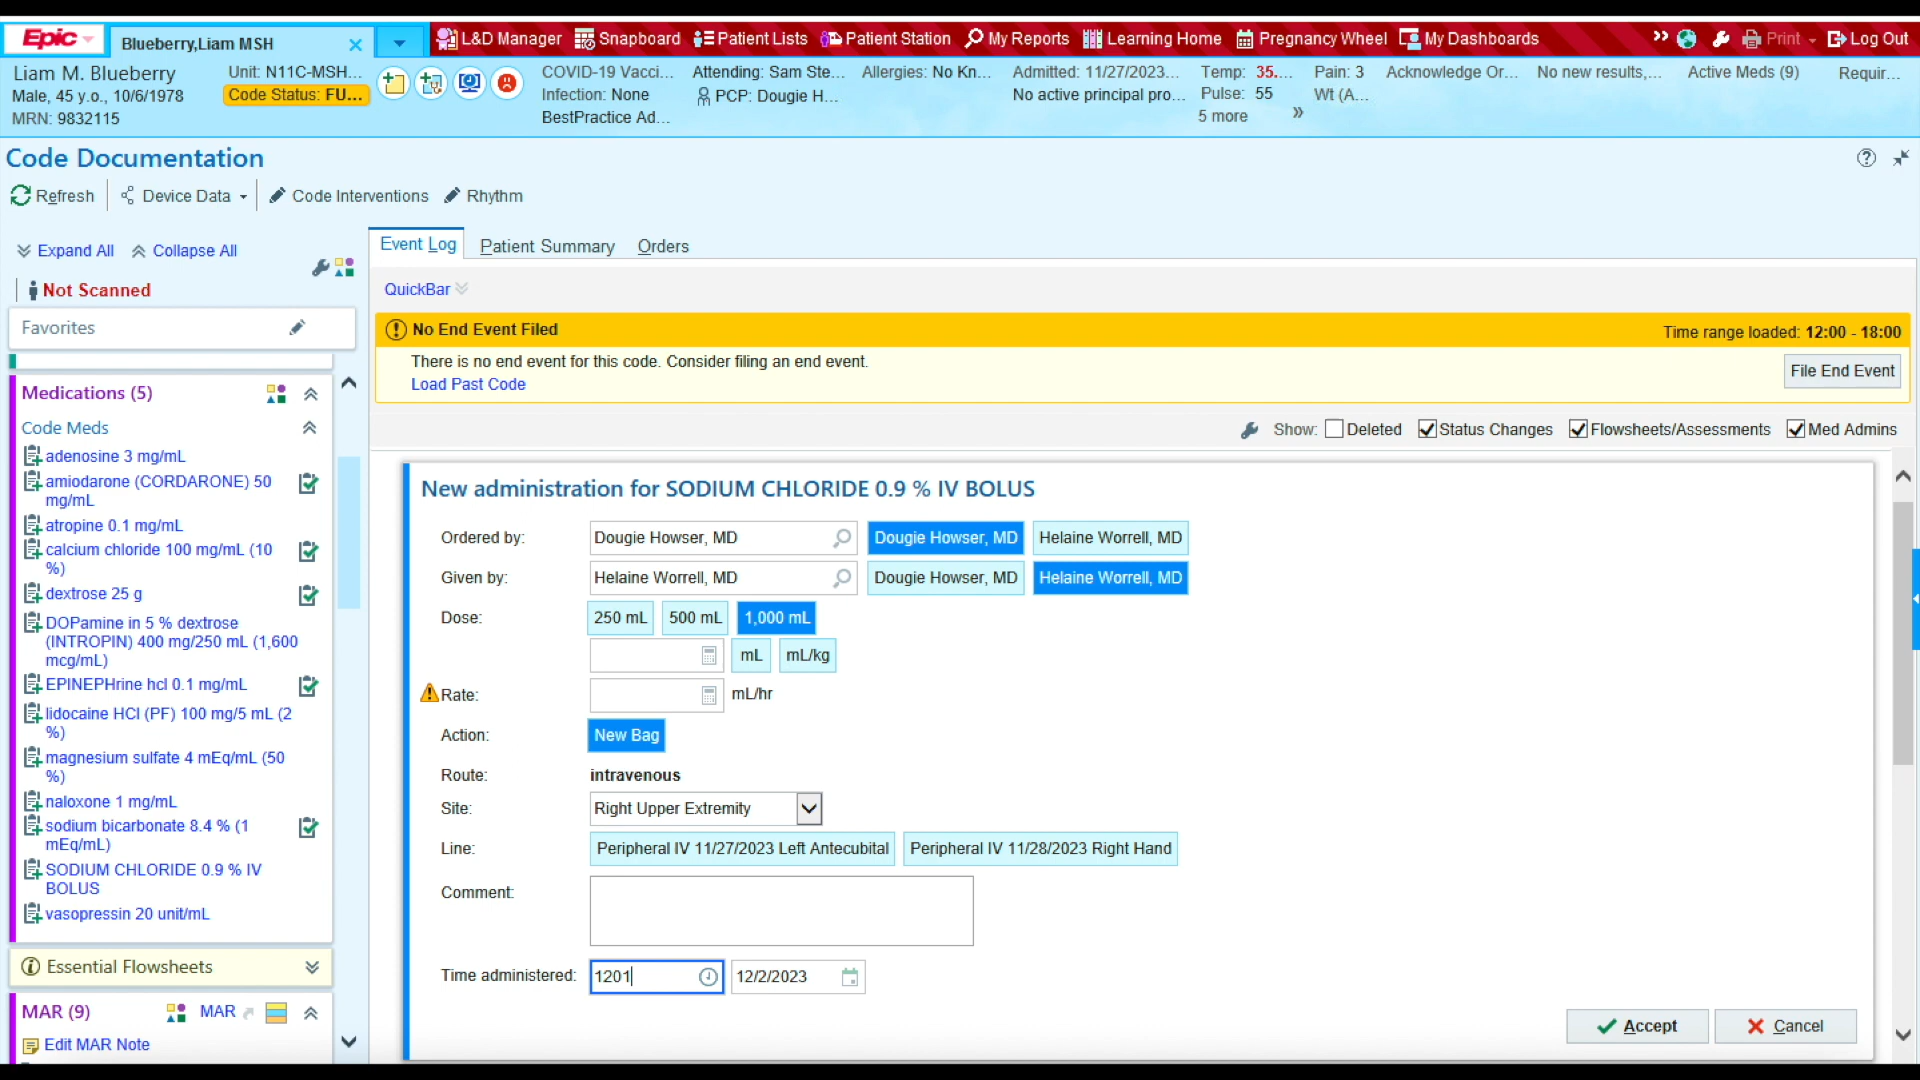 Epic
Blueberry,Liam MSH
L&D Manager
Snapboard
Patient Lists
Patient Station
My Reports
Learning Home
Pregnancy Wheel
My Dashboards
Print
Log Out
Liam M. Blueberry
Male, 45 y.o., 10/6/1978
MRN: 9832115
Unit: N11C-MSH...
Code Status: FU...
COVID-19 Vacci...
Infection: None
BestPractice Ad...
Attending: Sam Ste...
PCP: Dougie H...
Allergies: No Kn...
Admitted: 11/27/2023...
No active principal pro...
Temp: 35....
Pulse: 55
5 more
Pain: 3
Wt (A...
Acknowledge Or...
No new results,...
Active Meds (9)
Requir...
Code Documentation
Refresh
Device Data
Code Interventions
Rhythm
Expand All
Collapse All
Not Scanned
Favorites
Medications (5)
Code Meds
adenosine 3 mg/mL
amiodarone (CORDARONE) 50
mg/mL
atropine 0.1 mg/mL
calcium chloride 100 mg/mL (10
%)
dextrose 25 g
DOPamine in 5 % dextrose
(INTROPIN) 400 mg/250 mL (1,600
mcg/mL)
EPINEPHrine hcl 0.1 mg/mL
lidocaine HCl (PF) 100 mg/5 mL (2
%)
magnesium sulfate 4 mEq/mL (50
%)
naloxone 1 mg/mL
sodium bicarbonate 8.4 % (1
mEq/mL)
SODIUM CHLORIDE 0.9 % IV
BOLUS
vasopressin 20 unit/mL
Essential Flowsheets
MAR (9)
MAR
Edit MAR Note
Event Log
Patient Summary
Orders
QuickBar
No End Event Filed
Time range loaded: 12:00 - 18:00
There is no end event for this code. Consider filing an end event.
Load Past Code
File End Event
Show:
Deleted
Status Changes
Flowsheets/Assessments
Med Admins
New administration for SODIUM CHLORIDE 0.9 % IV BOLUS
Ordered by: Dougie Howser, MD Dougie Howser, MD Helaine Worrell, MD
Given by: Helaine Worrell, MD Dougie Howser, MD Helaine Worrell, MD
Dose: 250 mL 500 mL 1,000 mL
mL mL/kg
Rate: mL/hr
Action: New Bag
Route: intravenous
Site: Right Upper Extremity
Line: Peripheral IV 11/27/2023 Left Antecubital Peripheral IV 11/28/2023 Right Hand
Comment:
Time administered: 1201 12/2/2023
Accept
Cancel